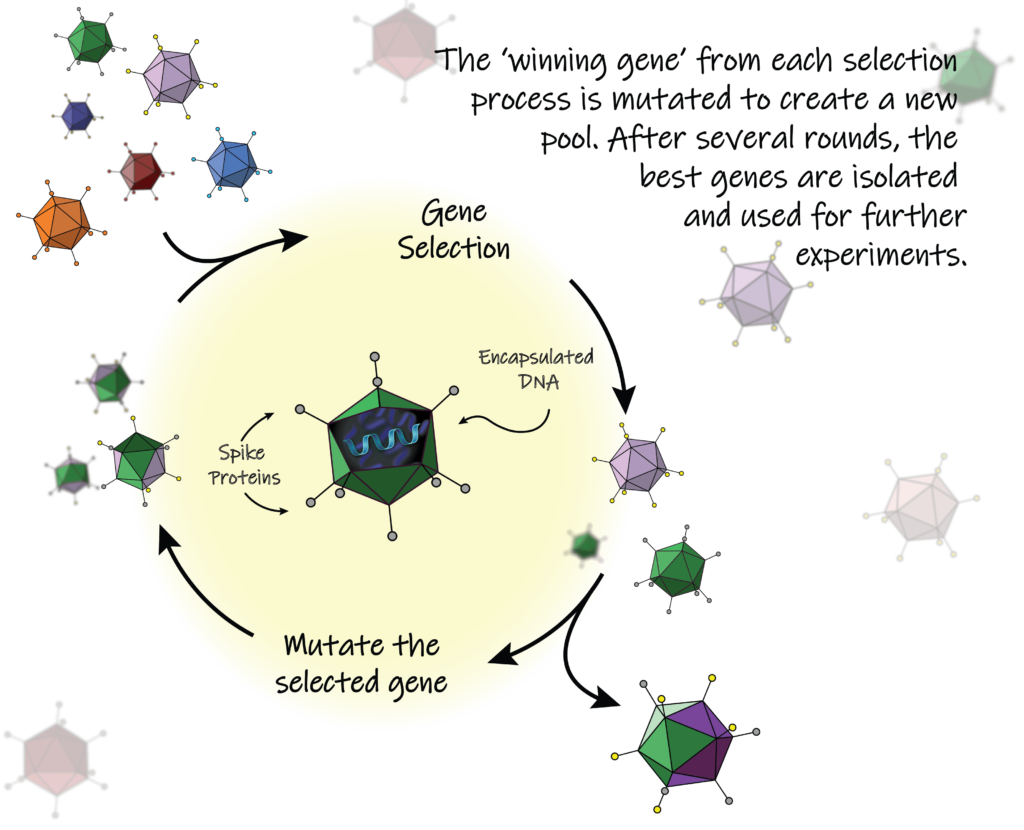 The ‘winning gene’ from each selection
process is mutated to create a new
pool. After several rounds, the
best genes are isolated
and used for further
experiments.
Gene
Selection
Encapsulated
DNA
Spike
Proteins
Mutate the
selected gene